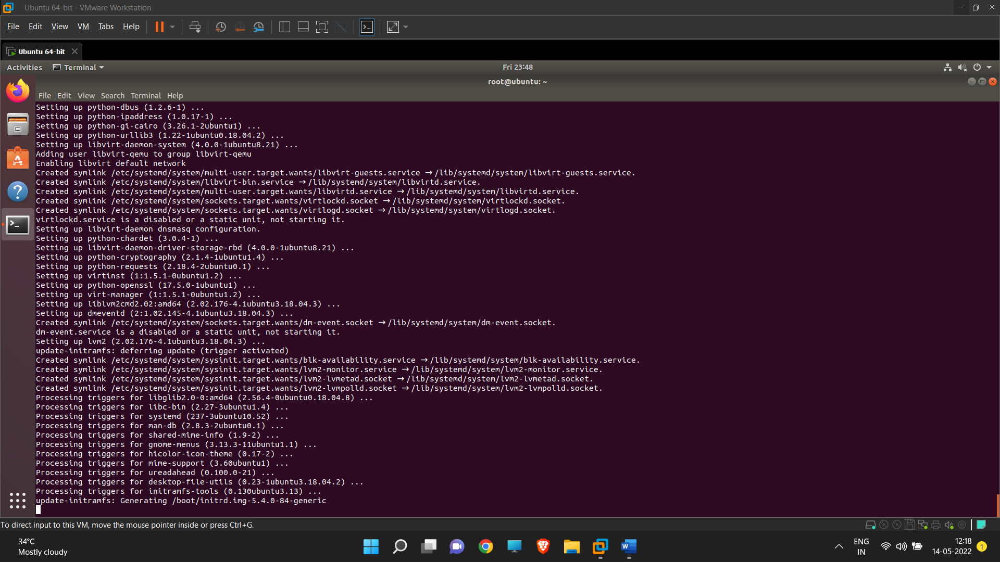 Ubuntu 64-bit - VMware Workstation
File Edit View VM Tabs Help
Ubuntu 64-bit
Activities Terminal Fri 23:48
root@ubuntu: ~
File Edit View Search Terminal Help
Setting up python-dbus (1.2.6-1) ...
Setting up python-ipaddress (1.0.17-1) ...
Setting up python-gi-cairo (3.26.1-2ubuntu1) ...
Setting up python-urllib3 (1.22-1ubuntu0.18.04.2) ...
Setting up libvirt-daemon-system (4.0.0-1ubuntu8.21) ...
Adding user libvirt-qemu to group libvirt-qemu
Enabling libvirt default network
Created symlink /etc/systemd/system/multi-user.target.wants/libvirt-guests.service → /lib/systemd/system/libvirt-guests.service.
Created symlink /etc/systemd/system/libvirt-bin.service → /lib/systemd/system/libvirtd.service.
Created symlink /etc/systemd/system/multi-user.target.wants/libvirtd.service → /lib/systemd/system/libvirtd.service.
Created symlink /etc/systemd/system/sockets.target.wants/virtlockd.socket → /lib/systemd/system/virtlockd.socket.
Created symlink /etc/systemd/system/sockets.target.wants/virtlogd.socket → /lib/systemd/system/virtlogd.socket.
virtlockd.service is a disabled or a static unit, not starting it.
Setting up libvirt-daemon dnsmasq configuration.
Setting up python-chardet (3.0.4-1) ...
Setting up libvirt-daemon-driver-storage-rbd (4.0.0-1ubuntu8.21) ...
Setting up python-cryptography (2.1.4-1ubuntu1.4) ...
Setting up python-requests (2.18.4-2ubuntu0.1) ...
Setting up virtinst (1:1.5.1-0ubuntu1.2) ...
Setting up python-openssl (17.5.0-1ubuntu1) ...
Setting up virt-manager (1:1.5.1-0ubuntu1.2) ...
Setting up liblvm2cmd2.02:amd64 (2.02.176-4.1ubuntu3.18.04.3) ...
Setting up dmeventd (2:1.02.145-4.1ubuntu3.18.04.3) ...
Created symlink /etc/systemd/system/sockets.target.wants/dm-event.socket → /lib/systemd/system/dm-event.socket.
dm-event.service is a disabled or a static unit, not starting it.
Setting up lvm2 (2.02.176-4.1ubuntu3.18.04.3) ...
update-initramfs: deferring update (trigger activated)
Created symlink /etc/systemd/system/sysinit.target.wants/blk-availability.service → /lib/systemd/system/blk-availability.service.
Created symlink /etc/systemd/system/sysinit.target.wants/lvm2-monitor.service → /lib/systemd/system/lvm2-monitor.service.
Created symlink /etc/systemd/system/sysinit.target.wants/lvm2-lvmetad.socket → /lib/systemd/system/lvm2-lvmetad.socket.
Created symlink /etc/systemd/system/sysinit.target.wants/lvm2-lvmpolld.socket → /lib/systemd/system/lvm2-lvmpolld.socket.
Processing triggers for libglib2.0-0:amd64 (2.56.4-0ubuntu0.18.04.8) ...
Processing triggers for libc-bin (2.27-3ubuntu1.4) ...
Processing triggers for systemd (237-3ubuntu10.52) ...
Processing triggers for man-db (2.8.3-2ubuntu0.1) ...
Processing triggers for shared-mime-info (1.9-2) ...
Processing triggers for gnome-menus (3.13.3-11ubuntu1.1) ...
Processing triggers for hicolor-icon-theme (0.17-2) ...
Processing triggers for mime-support (3.60ubuntu1) ...
Processing triggers for ureadahead (0.100.0-21) ...
Processing triggers for desktop-file-utils (0.23-1ubuntu3.18.04.2) ...
Processing triggers for initramfs-tools (0.130ubuntu3.13) ...
update-initramfs: Generating /boot/initrd.img-5.4.0-84-generic
To direct input to this VM, move the mouse pointer inside or press Ctrl+G.
34°C
Mostly cloudy
ENG
IN
12:18
14-05-2022
1